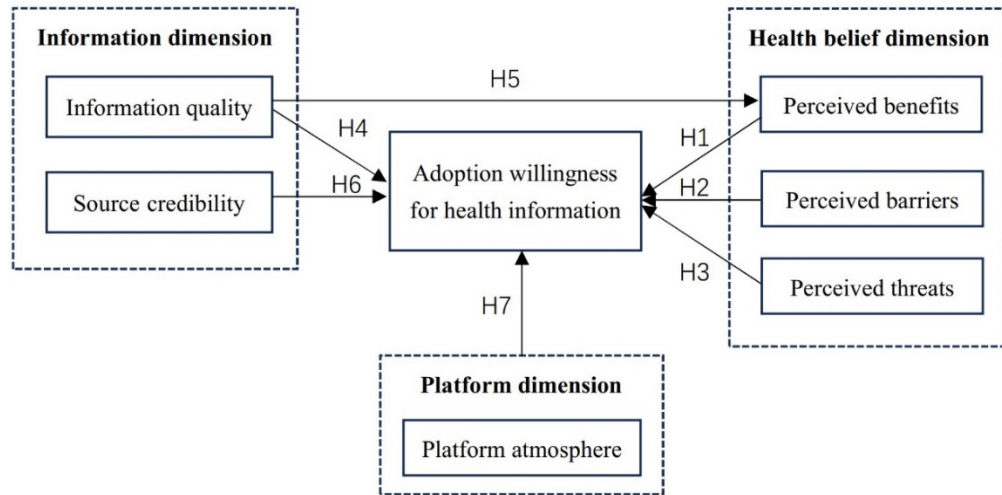 Information dimension
Information quality
Source credibility
H5
H4
H6
Adoption willingness
for health information
H7
Health belief dimension
Perceived benefits
Perceived barriers
Perceived threats
H1
H2
H3
Platform dimension
Platform atmosphere